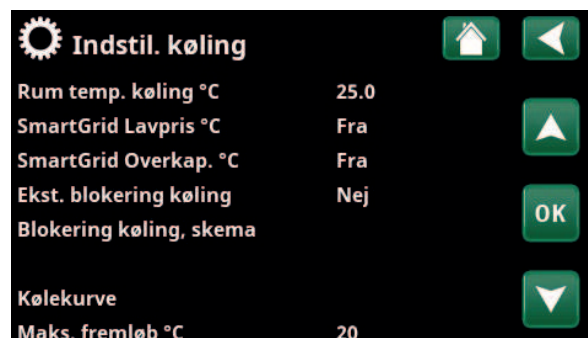 Indstil. køling
Rum temp. køling °C 25.0
SmartGrid Lavpris °C Fra
SmartGrid Overkap. °C Fra
Ekst. blokering køling Nej
OK
Blokering køling, skema
Kølekurve
Maks. fremløb °C 20